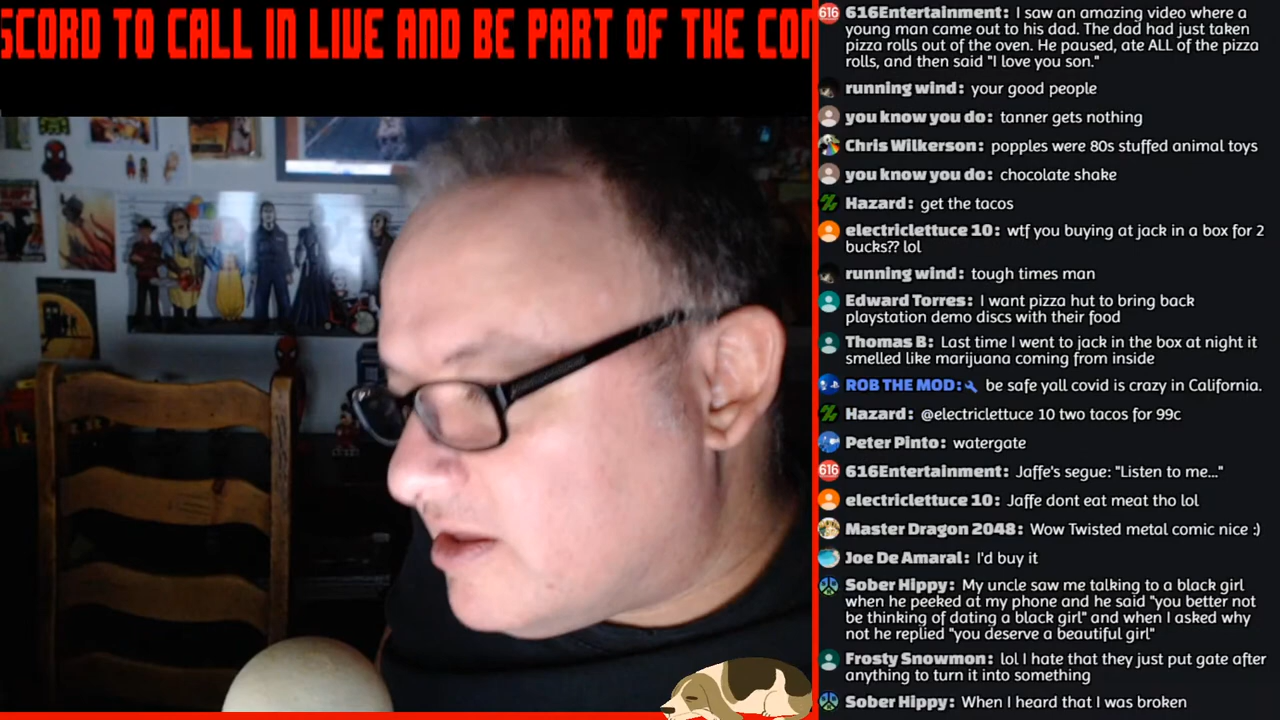 SCORD TO CALL IN LIVE AND BE PART OF THE CON
616 616Entertainment: I saw an amazing video where a
young man came out to his dad. The dad had just taken
pizza rolls out of the oven. He paused, ate ALL of the pizza
rolls, and then said "I love you son."
running wind: your good people
you know you do: tanner gets nothing
Chris Wilkerson: popples were 80s stuffed animal toys
you know you do: chocolate shake
Hazard: get the tacos
electriclettuce 10: wtf you buying at jack in a box for 2
bucks?? lol
running wind: tough times man
Edward Torres: I want pizza hut to bring back
playstation demo discs with their food
Thomas B: Last time I went to jack in the box at night it
smelled like marijuana coming from inside
ROB THE MOD: be safe yall covid is crazy in California.
Hazard: @electriclettuce 10 two tacos for 99c
Peter Pinto: watergate
616 616Entertainment: Jaffe's segue: "Listen to me..."
electriclettuce 10: Jaffe dont eat meat tho lol
Master Dragon 2048: Wow Twisted metal comic nice :)
Joe De Amaral: I'd buy it
Sober Hippy: My uncle saw me talking to a black girl
when he peeked at my phone and he said "you better not
be thinking of dating a black girl" and when I asked why
not he replied "you deserve a beautiful girl"
Frosty Snowmon: lol I hate that they just put gate after
anything to turn it into something
Sober Hippy: When I heard that I was broken